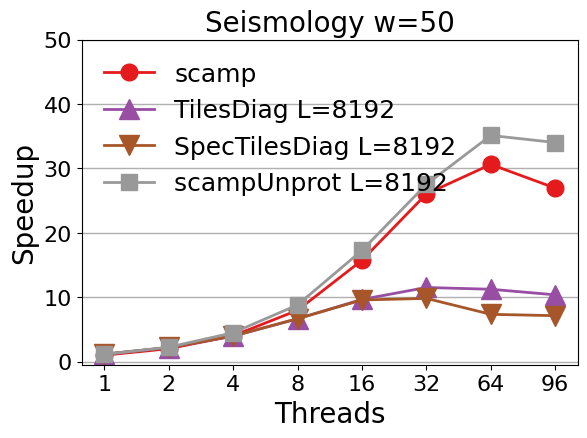 Seismology w=50
50
40
30
20
10
0
Speedup
scamp
TilesDiag L=8192
SpecTilesDiag L=8192
scampUnprot L=8192
1 2 4 8 16 32 64 96
Threads